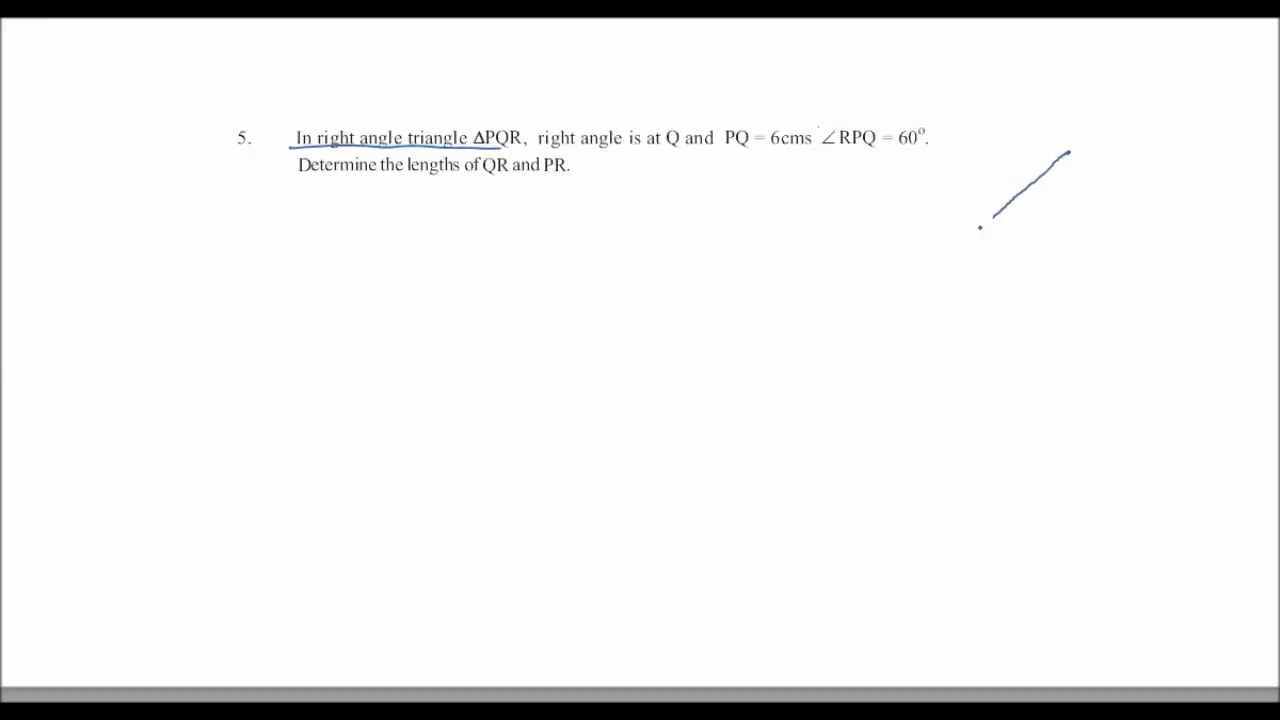 5. In right angle triangle ΔPQR, right angle is at Q and PQ = 6cms ∠RPQ = 60°.
Determine the lengths of QR and PR.